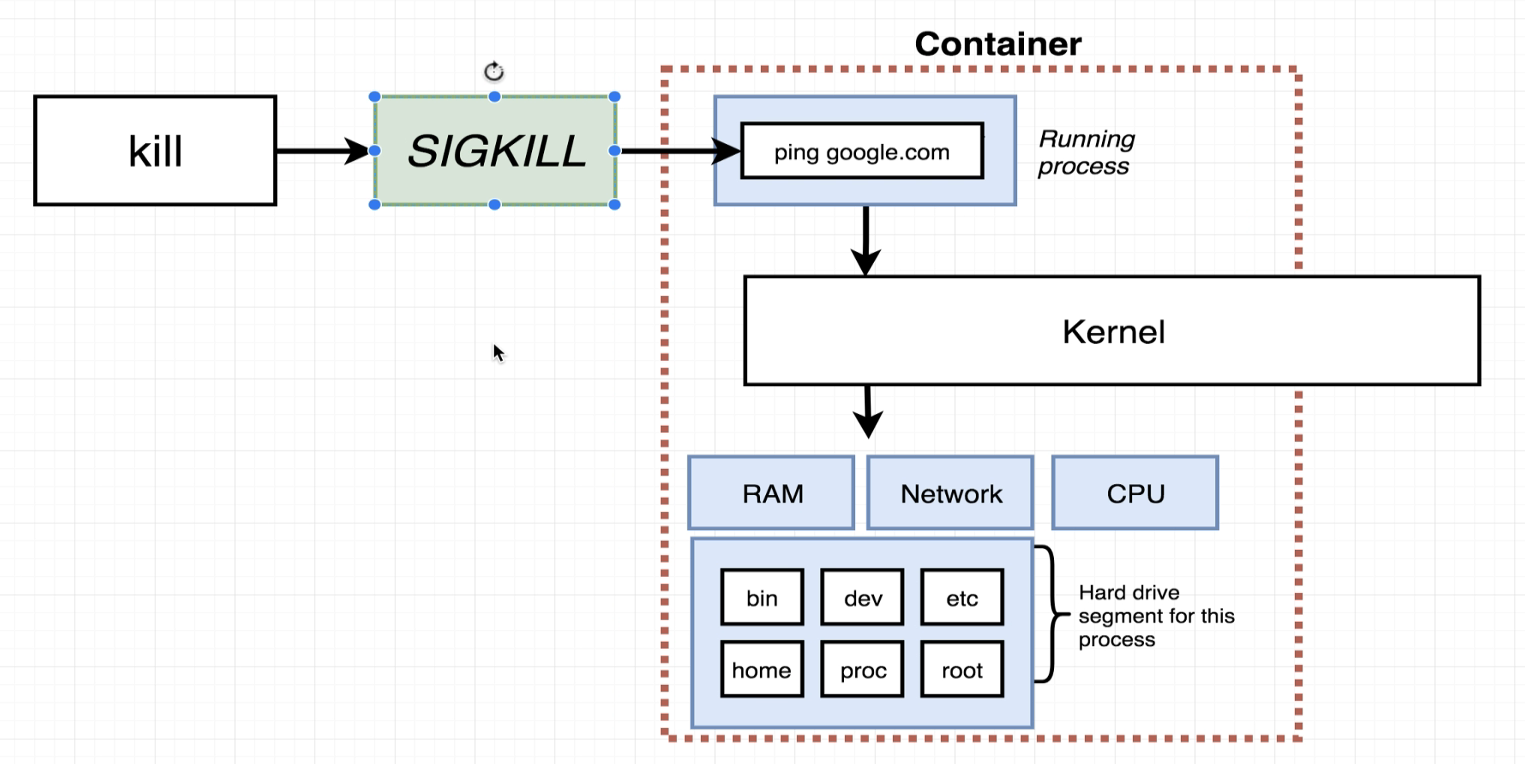 Container
kill
SIGKILL
ping google.com
Running
process
Kernel
RAM
Network
CPU
bin
dev
etc
home
proc
root
Hard drive
segment for this
process